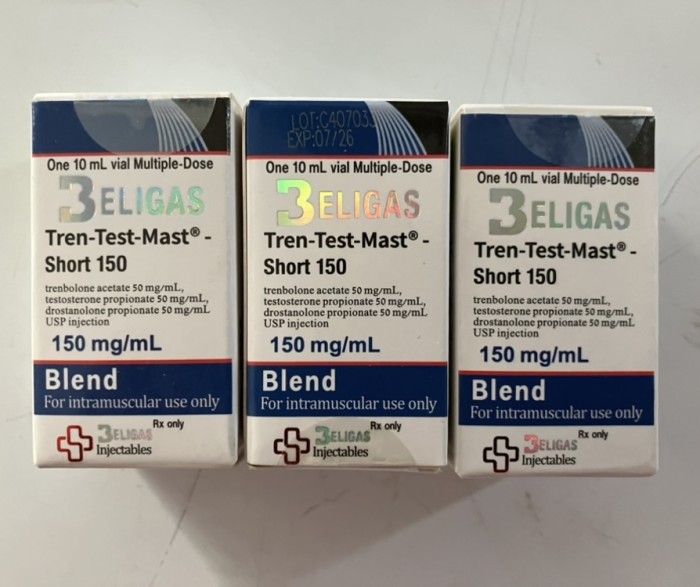 One 10 mL vial Multiple-Dose
BELIGAS
Tren-Test-Mast® -
Short 150
trenbolone acetate 50 mg/mL,
testosterone propionate 50 mg/mL,
drostanolone propionate 50 mg/mL
USP injection
150 mg/mL
Blend
For intramuscular use only
Rx only
BELIGAS
Injectables
LOT:C40703
EXP:07/26
One 10 mL vial Multiple-Dose
BELIGAS
Tren-Test-Mast® -
Short 150
trenbolone acetate 50 mg/mL,
testosterone propionate 50 mg/mL,
drostanolone propionate 50 mg/mL
USP injection
150 mg/mL
Blend
For intramuscular use only
Rx only
BELIGAS
Injectables
One 10 mL vial Multiple-Dose
BELIGAS
Tren-Test-Mast® -
Short 150
trenbolone acetate 50 mg/mL,
testosterone propionate 50 mg/mL,
drostanolone propionate 50 mg/mL
USP injection
150 mg/mL
Blend
For intramuscular use only
Rx only
BELIGAS
Injectables